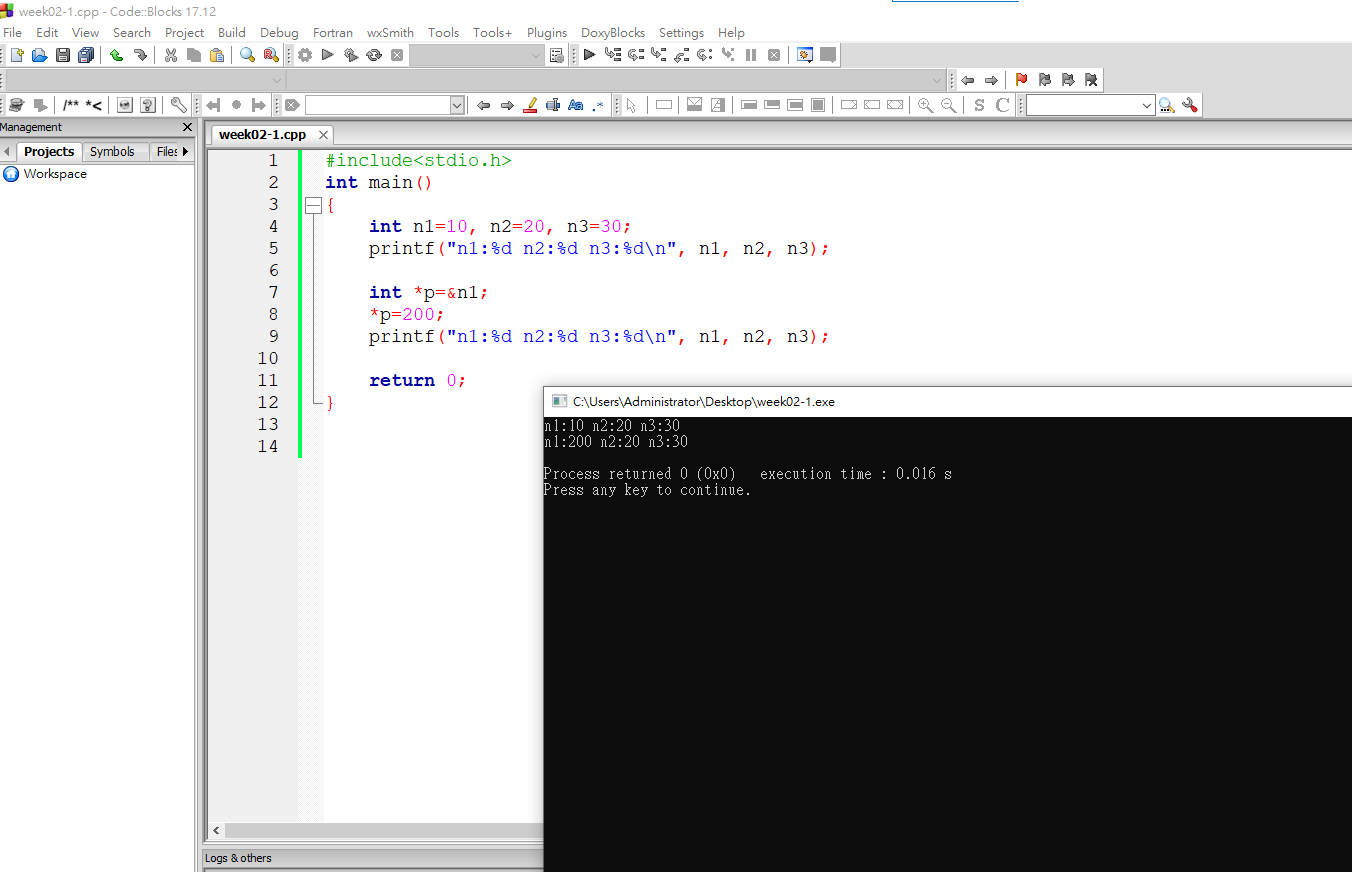 week02-1.cpp - Code::Blocks 17.12
File Edit View Search Project Build Debug Fortran wxSmith Tools Tools+ Plugins DoxyBlocks Settings Help
/** *<
Aa .*
S C
Management
Projects Symbols Files
Workspace
week02-1.cpp
1 #include<stdio.h>
2 int main()
3 {
4 int n1=10, n2=20, n3=30;
5 printf("n1:%d n2:%d n3:%d\n", n1, n2, n3);
6
7 int *p=&n1;
8 *p=200;
9 printf("n1:%d n2:%d n3:%d\n", n1, n2, n3);
10
11 return 0;
12 }
13
14
C:\Users\Administrator\Desktop\week02-1.exe
n1:10 n2:20 n3:30
n1:200 n2:20 n3:30
Process returned 0 (0x0) execution time : 0.016 s
Press any key to continue.
Logs & others